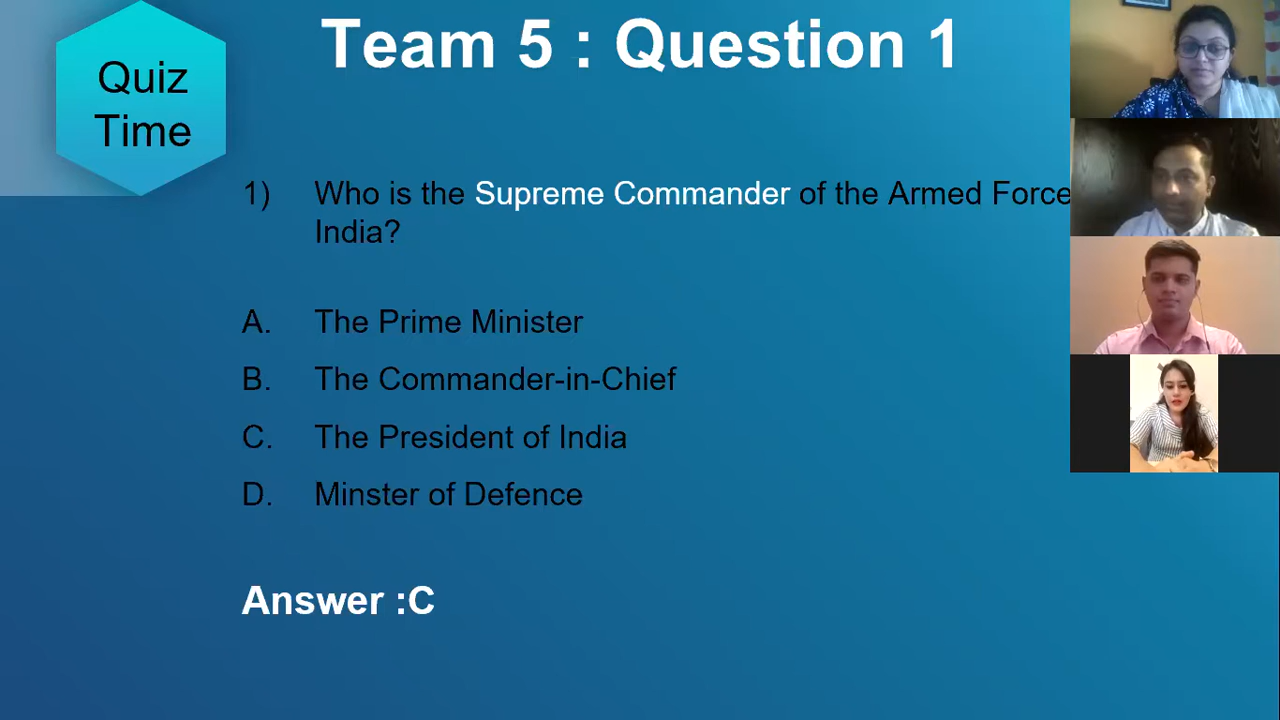 Quiz
Time
Team 5 : Question 1
1) Who is the Supreme Commander of the Armed Force
India?
A. The Prime Minister
B. The Commander-in-Chief
C. The President of India
D. Minster of Defence
Answer :C